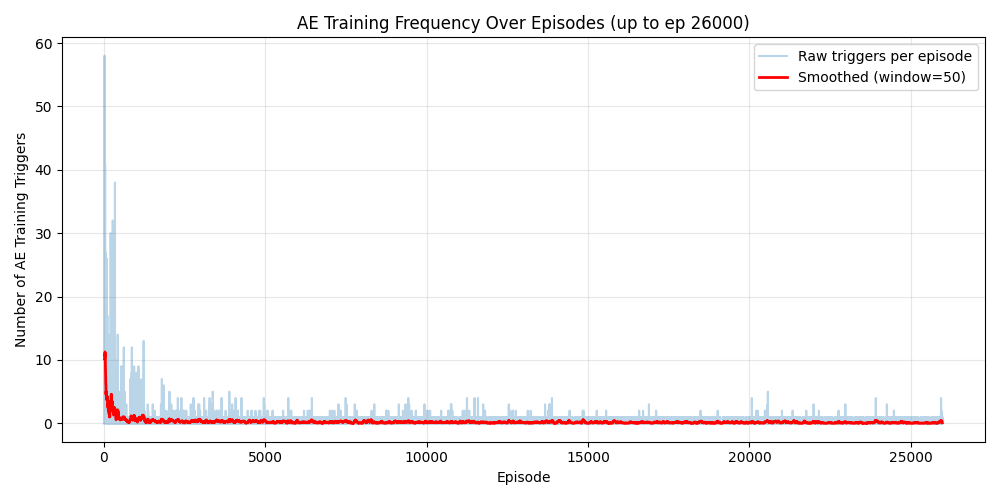 AE Training Frequency Over Episodes (up to ep 26000)
Raw triggers per episode
Smoothed (window=50)
Number of AE Training Triggers
60
50
40
30
20
10
0
0 5000 10000 15000 20000 25000
Episode